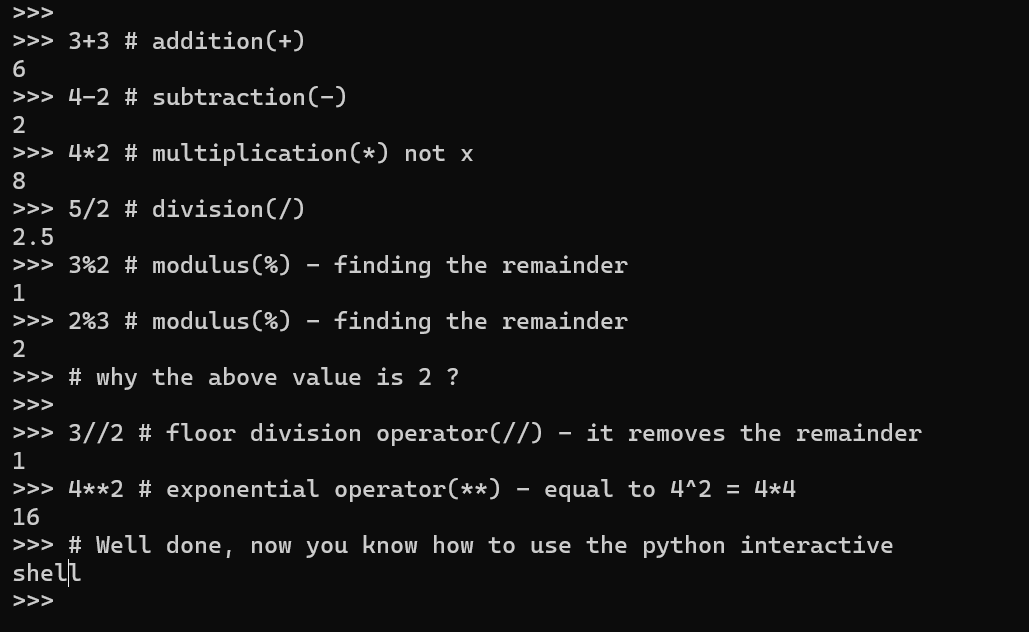 >>>
>>> 3+3 # addition(+)
6
>>> 4-2 # subtraction(-)
2
>>> 4*2 # multiplication(*) not x
8
>>> 5/2 # division(/)
2.5
>>> 3%2 # modulus(%) - finding the remainder
1
>>> 2%3 # modulus(%) - finding the remainder
2
>>> # why the above value is 2 ?
>>>
>>> 3//2 # floor division operator(//) - it removes the remainder
1
>>> 4**2 # exponential operator(**) - equal to 4^2 = 4*4
16
>>> # Well done, now you know how to use the python interactive
shell
>>>